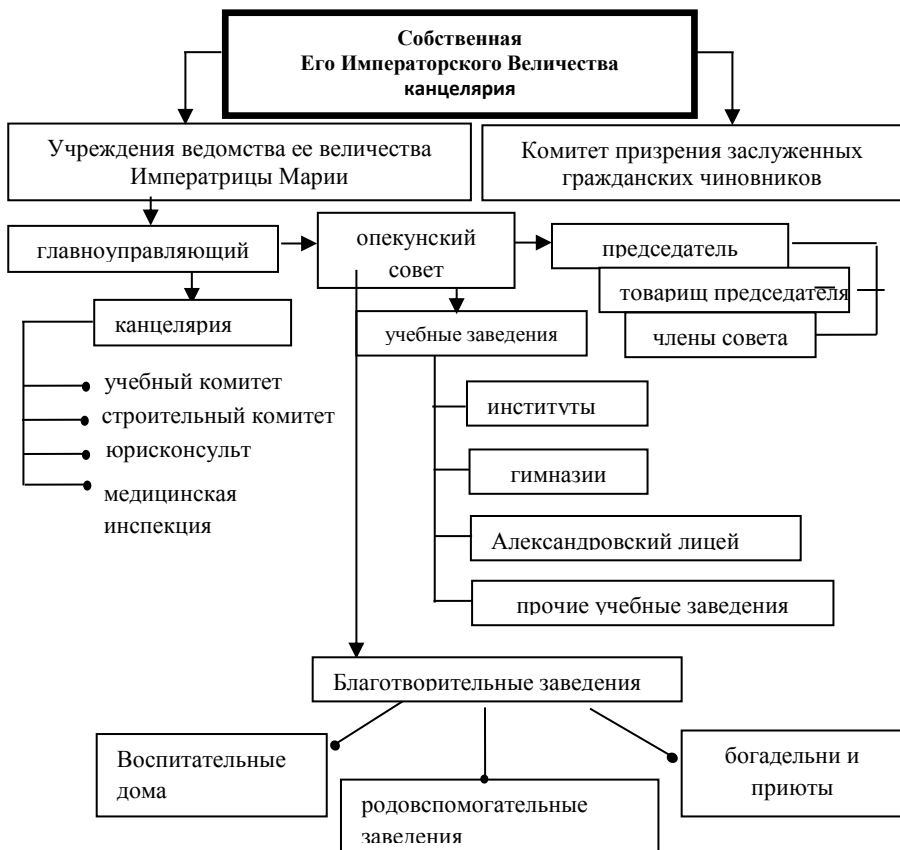 Собственная
Его Императорского Величества
канцелярия
Учреждения ведомства ее величества
Императрицы Марии
Комитет призрения заслуженных
гражданских чиновников
главноуправляющий
опекунский
совет
председатель
товарищ председателя
члены совета
канцелярия
учебные заведения
учебный комитет
строительный комитет
юрисконсульт
медицинская
инспекция
институты
гимназии
Александровский лицей
прочие учебные заведения
Благотворительные заведения
Воспитательные
дома
родовспомогательные
заведения
богадельни и
приюты